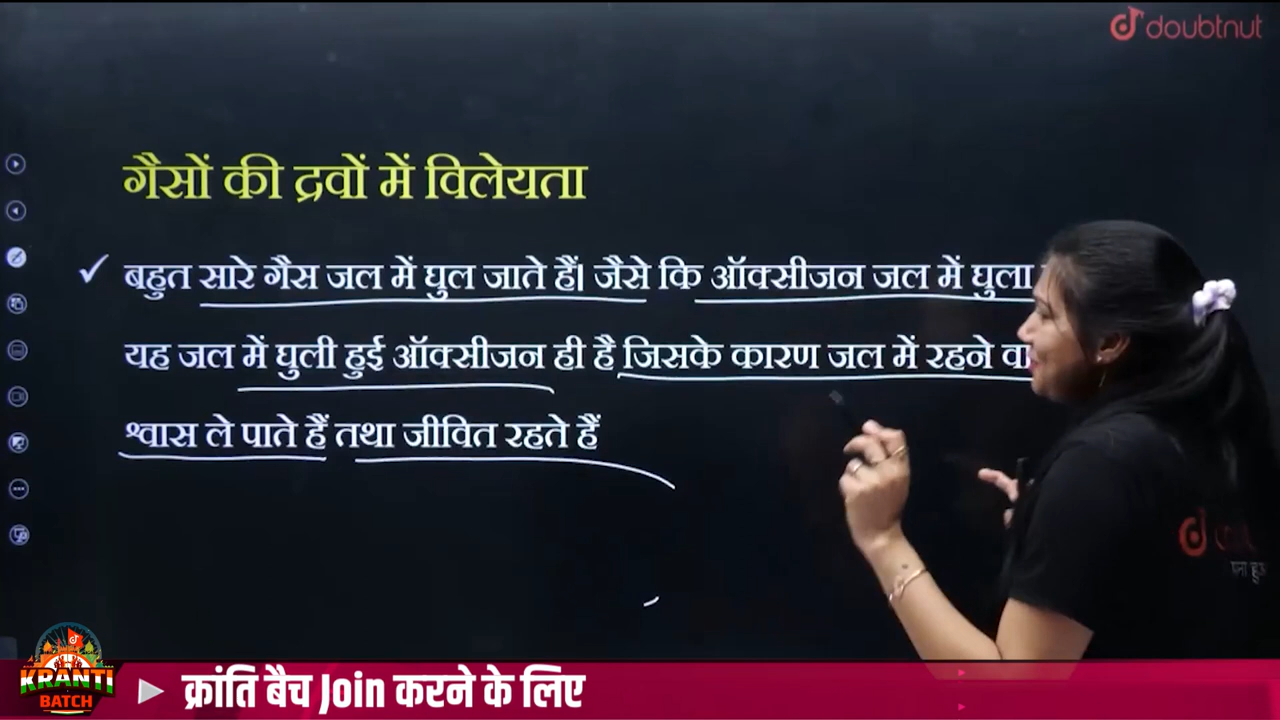 doubtnut
गैसों की द्रवों में विलेयता
✓ बहुत सारे गैस जल में घुल जाते हैं। जैसे कि ऑक्सीजन जल में घुला
यह जल में घुली हुई ऑक्सीजन ही है जिसके कारण जल में रहने
श्वास ले पाते हैं तथा जीवित रहते हैं
KRANTI
BATCH
क्रांति बैच Join करने के लिए